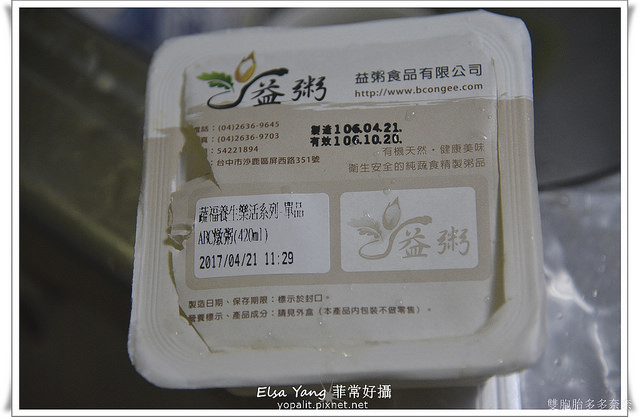 益粥
益粥食品有限公司
http://www.bcongee.com
電話：(04)2636-9645
真：(04)2636-9703
：54221894
：台中市沙鹿區屏西路351號
製造106.04.21.
有效106.10.20.
有機天然‧健康美味
衛生安全的純蔬食精製粥品
蔬福養生樂活系列-單品
ABC燉粥(420ml)
2017/04/21 11:29
益粥
製造日期、保存期限：標示於封口。
營養標示、產品成分：請見外盒（本產品內包裝不做零售）。
Elsa Yang 菲常好攝
yopalit.pixnet.net
雙胞胎多多奈奈